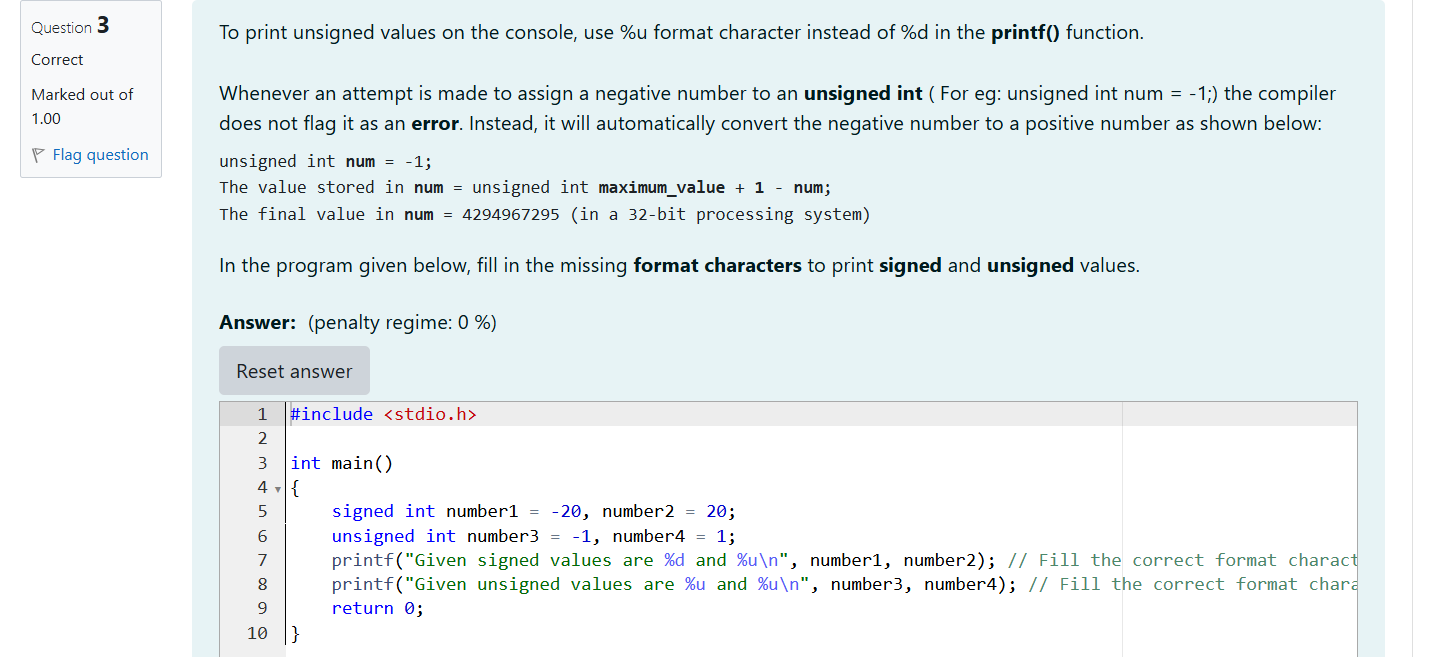 Question 3
Correct
Marked out of
1.00
Flag question
To print unsigned values on the console, use %u format character instead of %d in the printf() function.
Whenever an attempt is made to assign a negative number to an unsigned int ( For eg: unsigned int num = -1;) the compiler
does not flag it as an error. Instead, it will automatically convert the negative number to a positive number as shown below:
unsigned int num = -1;
The value stored in num = unsigned int maximum_value + 1 - num;
The final value in num = 4294967295 (in a 32-bit processing system)
In the program given below, fill in the missing format characters to print signed and unsigned values.
Answer: (penalty regime: 0 %)
Reset answer
1 #include <stdio.h>
2
3 int main()
4 {
5     signed int number1 = -20, number2 = 20;
6     unsigned int number3 = -1, number4 = 1;
7     printf("Given signed values are %d and %u\n", number1, number2); // Fill the correct format charact
8     printf("Given unsigned values are %u and %u\n", number3, number4); // Fill the correct format chara
9     return 0;
10 }